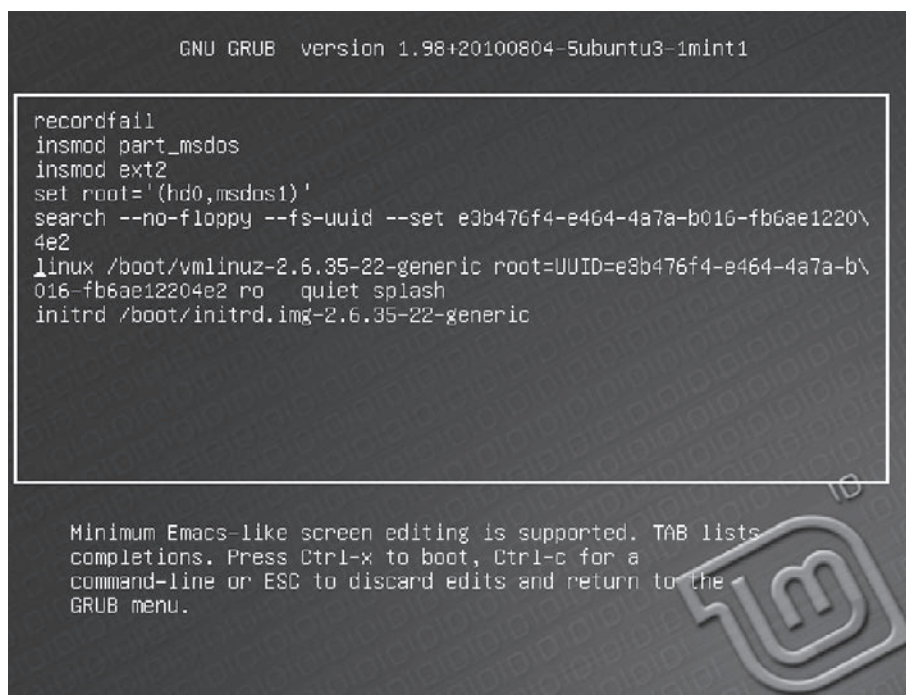 GNU GRUB version 1.98+20100804-5ubuntu3-1mint1
recordfail
insmod part_msdos
insmod ext2
set root='(hd0,msdos1)'
search --no-floppy --fs-uuid --set e3b476f4-e464-4a7a-b016-fb6ae1220\
4e2
linux /boot/vmlinuz-2.6.35-22-generic root=UUID=e3b476f4-e464-4a7a-b\
016-fb6ae12204e2 ro   quiet splash
initrd /boot/initrd.img-2.6.35-22-generic
10
Minimum Emacs-like screen editing is supported. TAB lists
completions. Press Ctrl-x to boot, Ctrl-c for a
command-line or ESC to discard edits and return to the
GRUB menu.